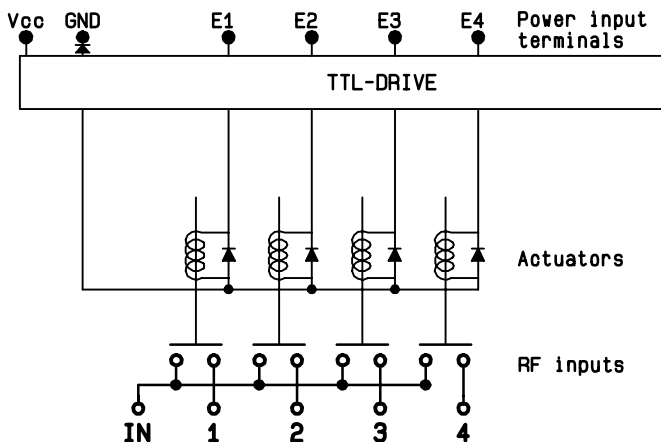 Vcc GND E1 E2 E3 E4 Power input
terminals
TTL-DRIVE
Actuators
RF inputs
IN 1 2 3 4